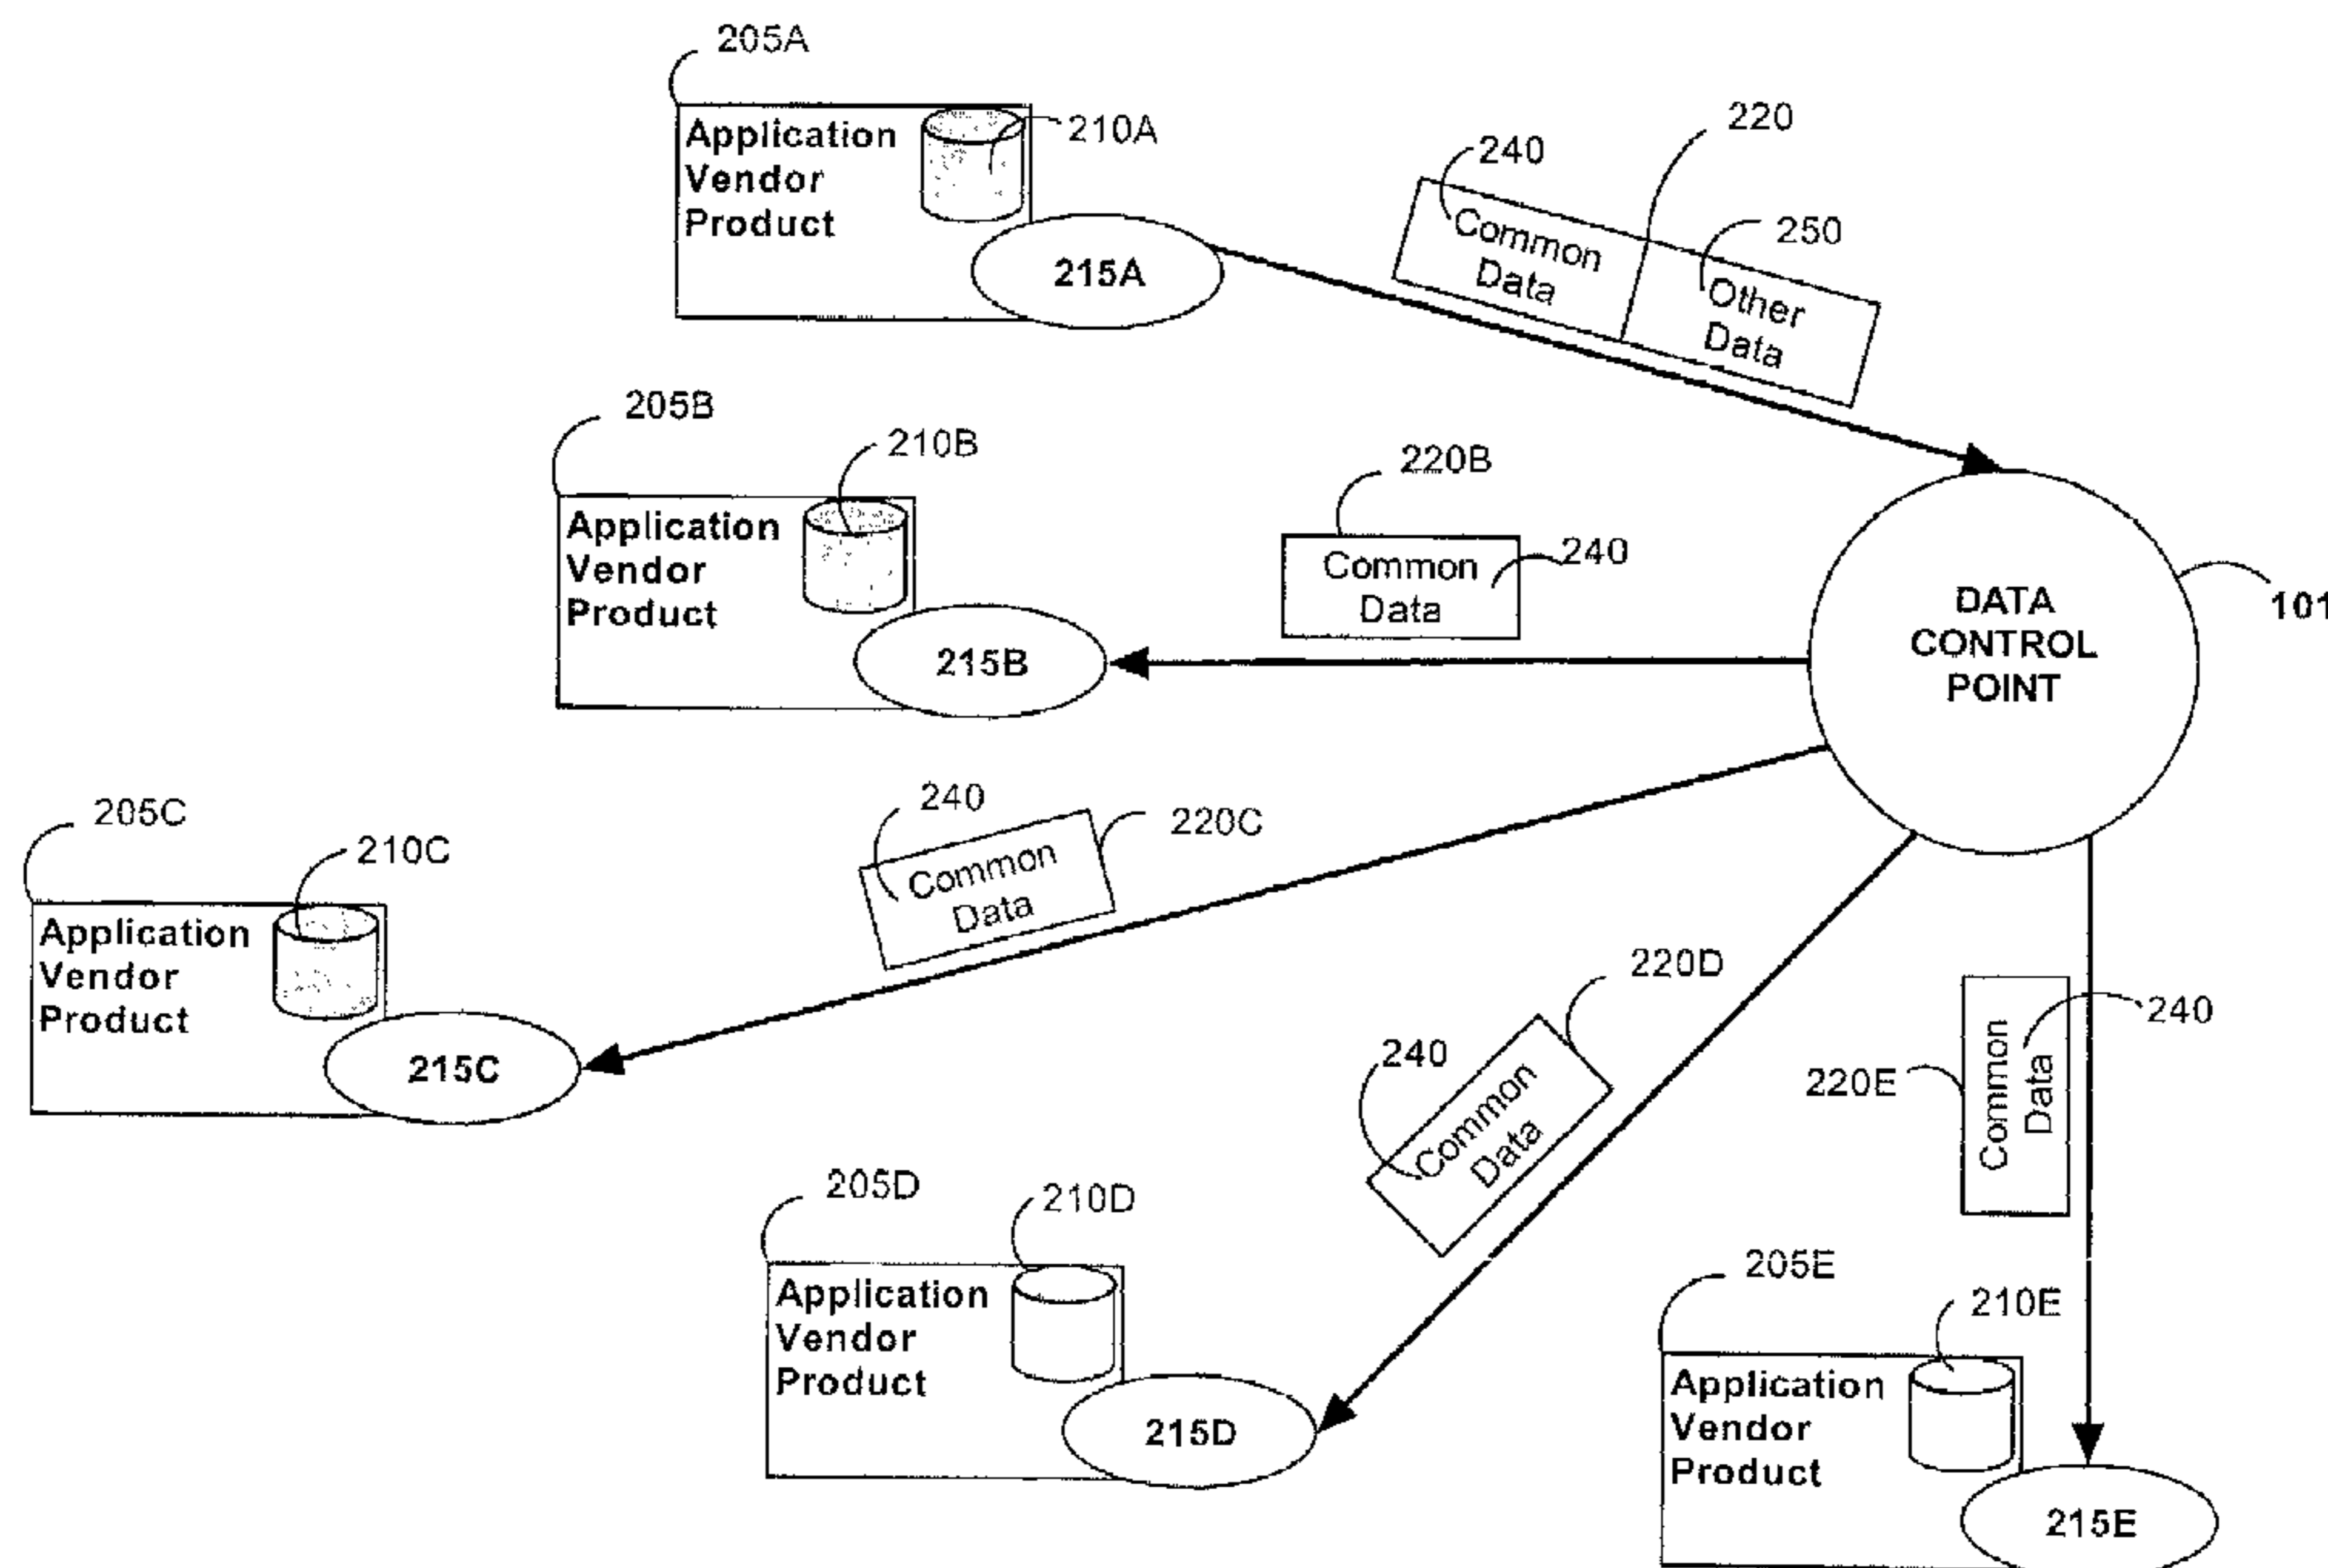 205A
Application
Vendor
Product
210A
215A
240
Common
Data
220
250
Other
Data
205B
210B
Application
Vendor
Product
215B
220B
Common
Data
240
DATA
CONTROL
POINT
101
205C
210C
Application
Vendor
Product
215C
240
220C
Common
Data
205D
210D
Application
Vendor
Product
215D
220D
240
Common
Data
240
220E
Common
Data
205E
210E
Application
Vendor
Product
215E